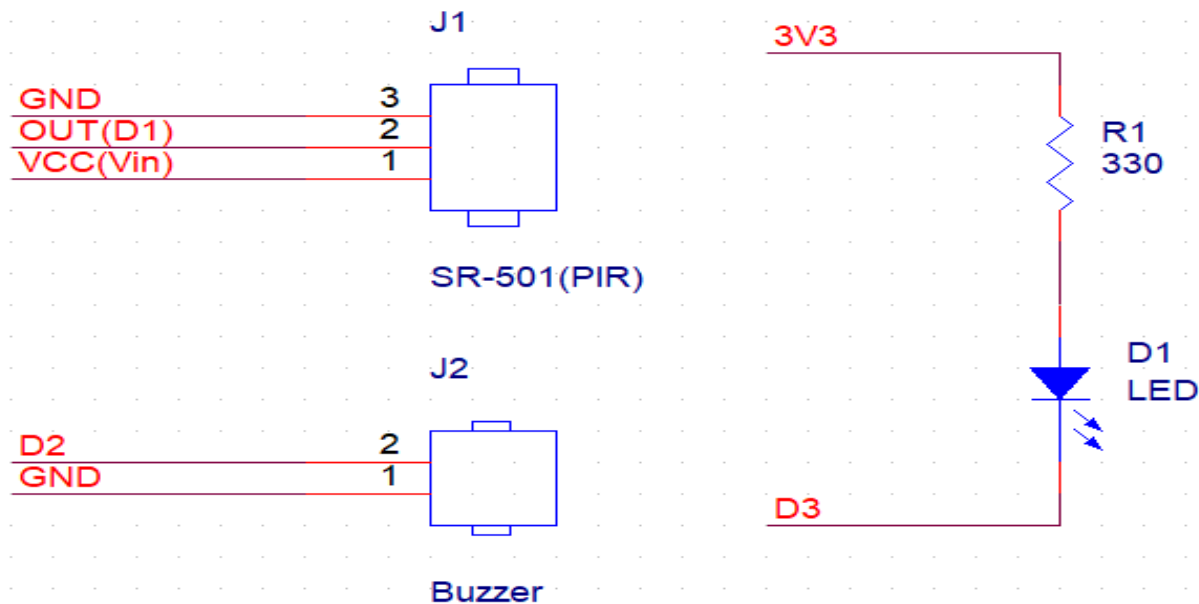 J1
GND
3
OUT(D1)
2
VCC(Vin)
1
SR-501(PIR)
J2
D2
2
GND
1
Buzzer
3V3
R1
330
D1
LED
D3